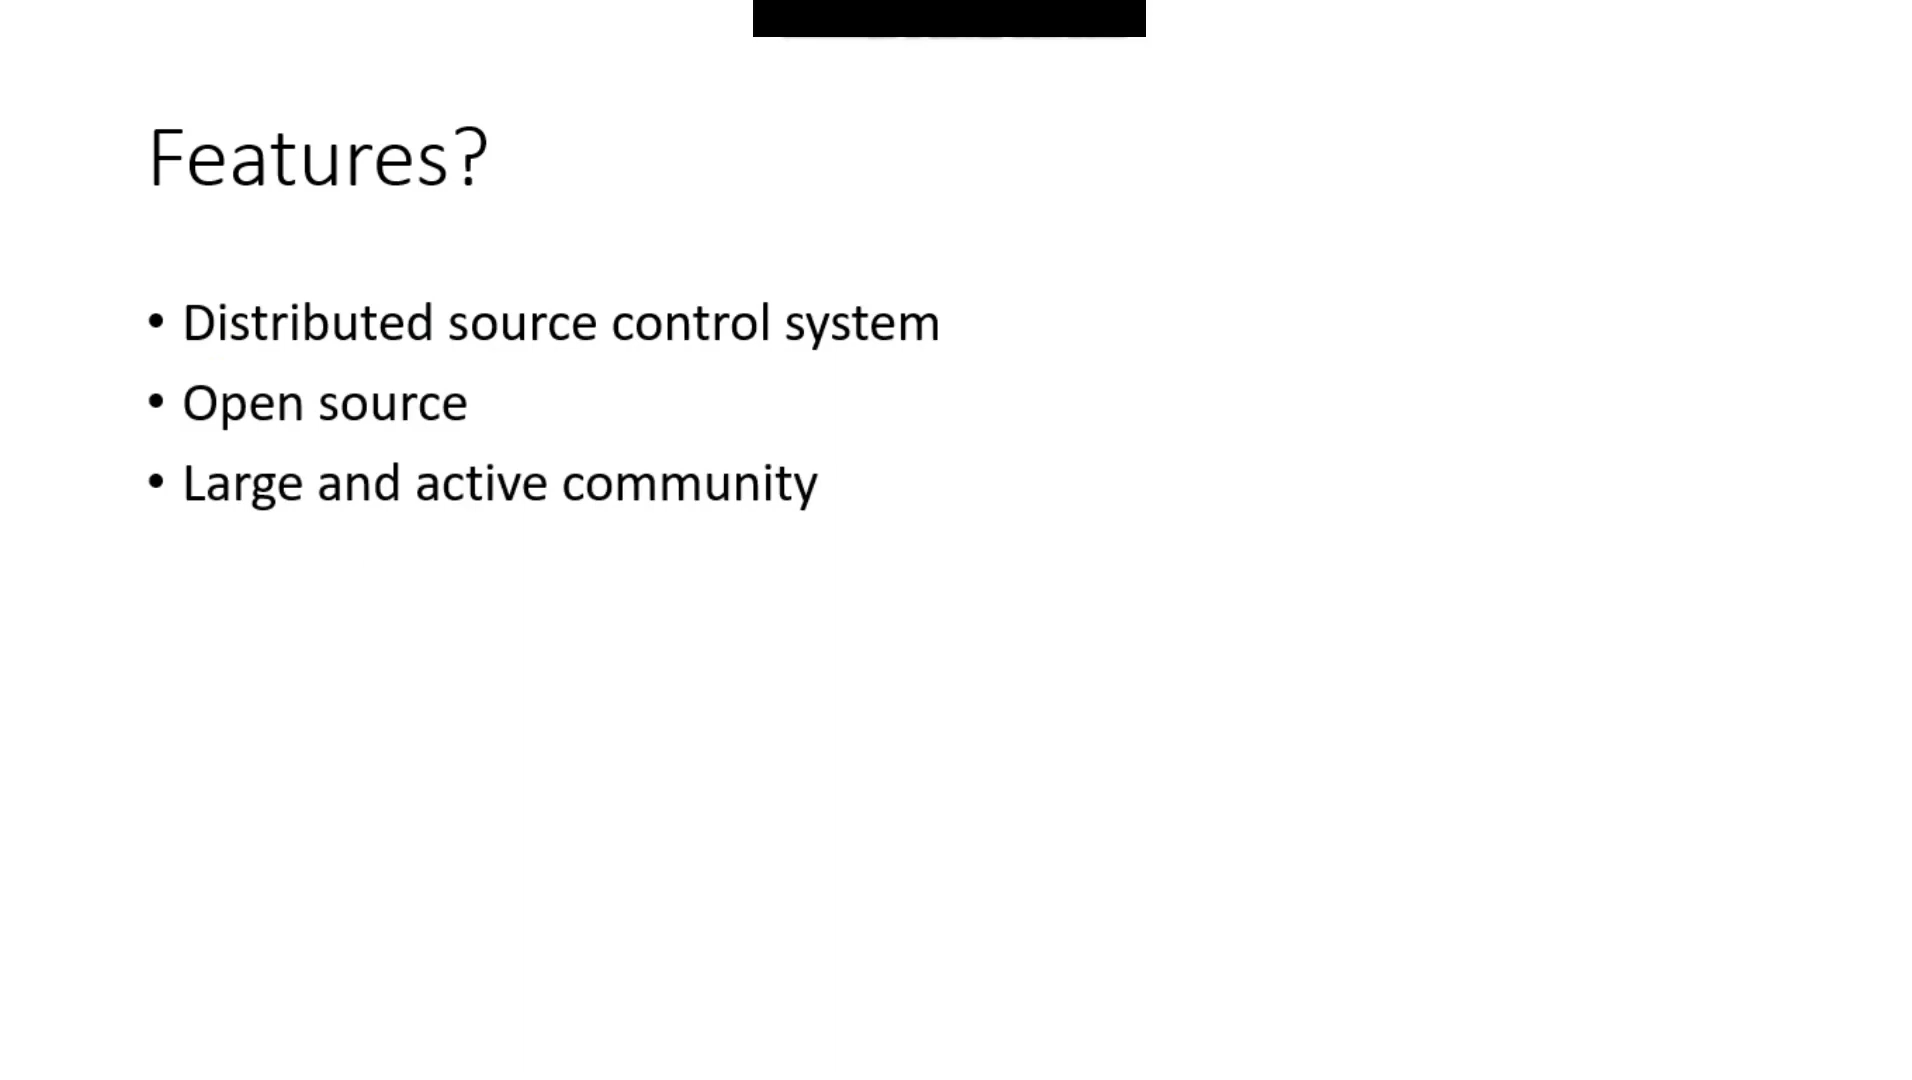 Features?
• Distributed source control system
• Open source
• Large and active community